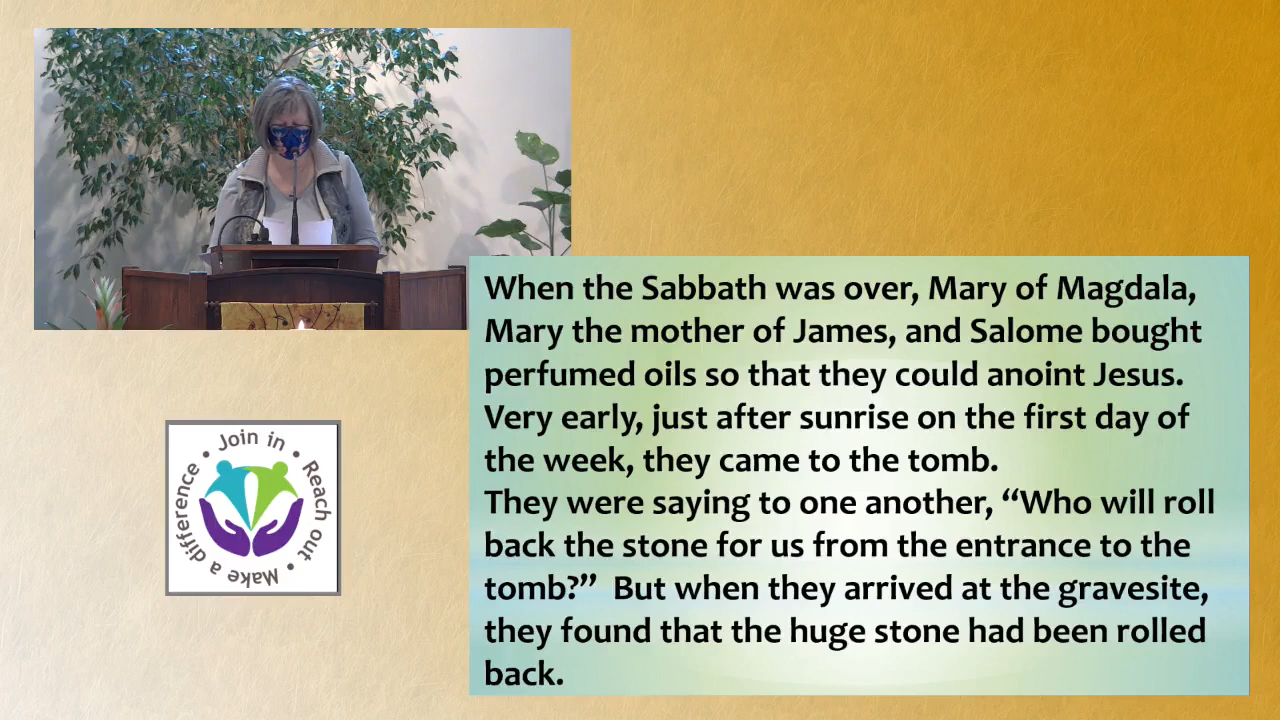 When the Sabbath was over, Mary of Magdala,
Mary the mother of James, and Salome bought
perfumed oils so that they could anoint Jesus.
Very early, just after sunrise on the first day of
the week, they came to the tomb.
They were saying to one another, “Who will roll
back the stone for us from the entrance to the
tomb?”  But when they arrived at the gravesite,
they found that the huge stone had been rolled
back.
Join in • Reach out • Make a difference •